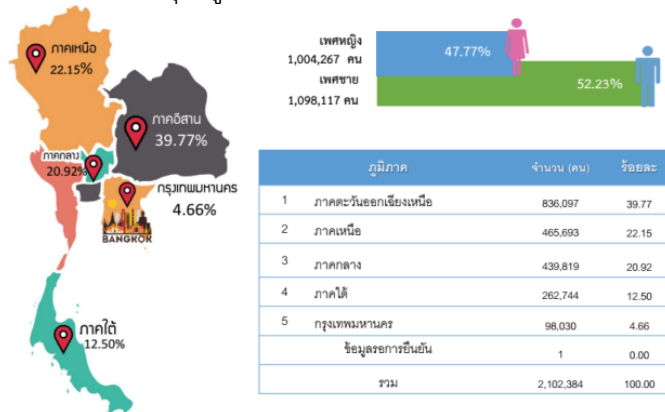 ภาคเหนือ
22.15%
ภาคอีสาน
39.77%
ภาคกลาง
20.92%
กรุงเทพมหานคร
4.66%
BANGKOK
ภาคใต้
12.50%
เพศหญิง
1,004,267 คน
47.77%
เพศชาย
1,098,117 คน
52.23%
ภูมิภาค จำนวน (คน) ร้อยละ
1 ภาคตะวันออกเฉียงเหนือ 836,097 39.77
2 ภาคเหนือ 465,693 22.15
3 ภาคกลาง 439,819 20.92
4 ภาคใต้ 262,744 12.50
5 กรุงเทพมหานคร 98,030 4.66
ข้อมูลรอการยืนยัน 1 0.00
รวม 2,102,384 100.00